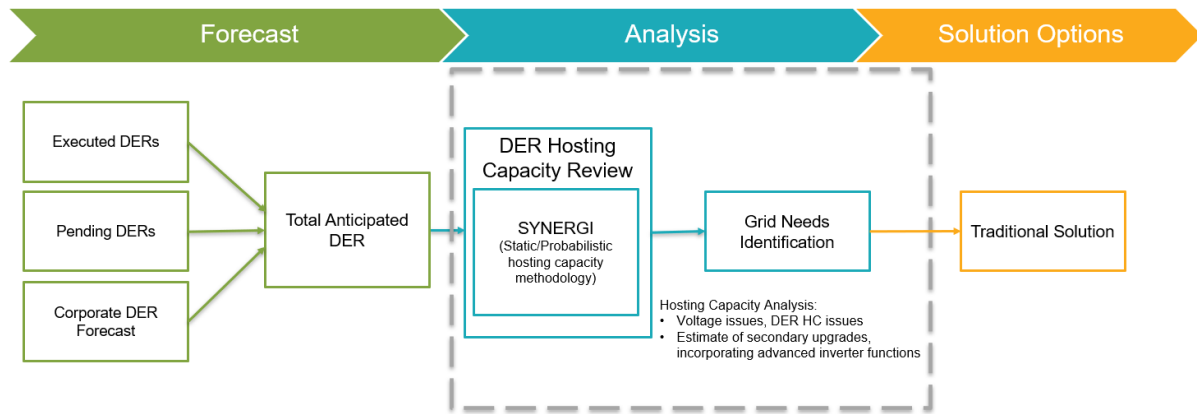 Forecast
Analysis
Solution Options
Executed DERs
Pending DERs
Corporate DER
Forecast
Total Anticipated
DER
DER Hosting
Capacity Review
SYNERGI
(Static/Probabilistic
hosting capacity
methodology)
Grid Needs
Identification
Traditional Solution
Hosting Capacity Analysis:
• Voltage issues, DER HC issues
• Estimate of secondary upgrades,
incorporating advanced inverter functions